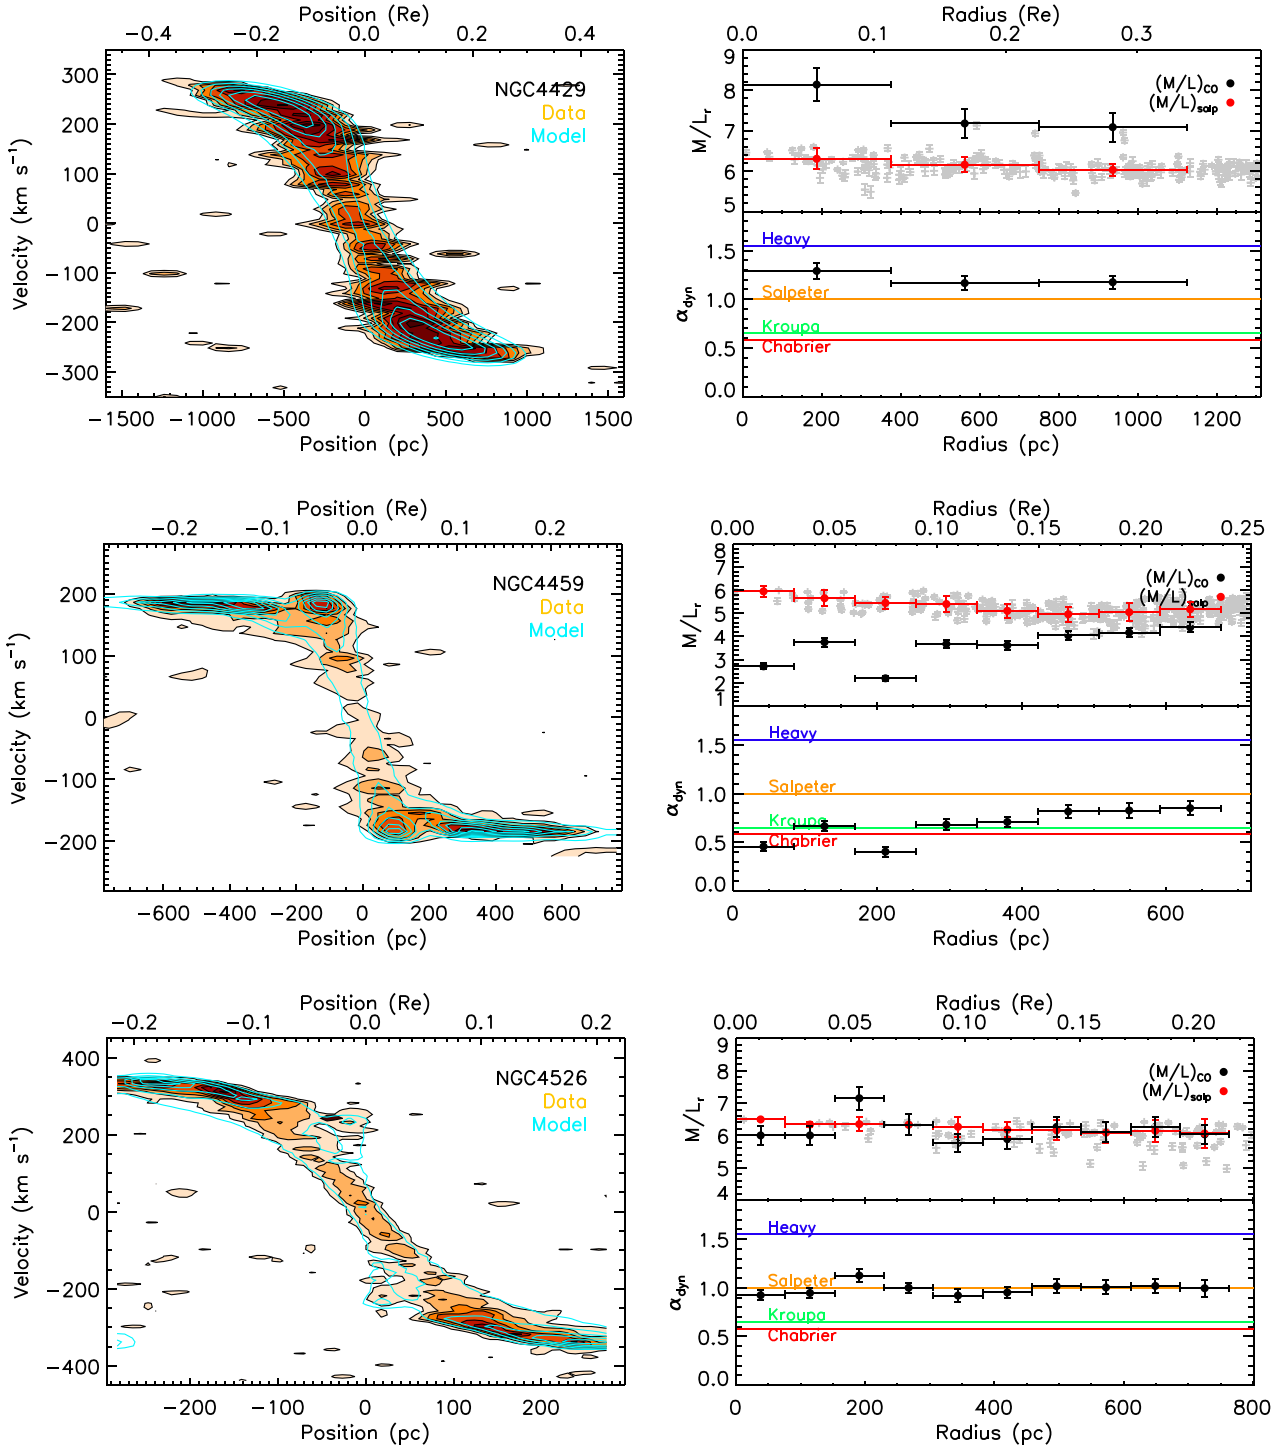 Position (Re)
−0.4 −0.2 0.0 0.2 0.4
Velocity (km s⁻¹)
300
200
100
0
−100
−200
−300
NGC4429
Data
Model
−1500 −1000 −500 0 500 1000 1500
Position (pc)
Radius (Re)
0.0 0.1 0.2 0.3
M/Lr
9
8
7
6
5
(M/L)CO
(M/L)salp
αdyn
1.5
1.0
0.5
0.0
Heavy
Salpeter
Kroupa
Chabrier
0 200 400 600 800 1000 1200
Radius (pc)
Position (Re)
−0.2 −0.1 0.0 0.1 0.2
Velocity (km s⁻¹)
200
100
0
−100
−200
NGC4459
Data
Model
−600 −400 −200 0 200 400 600
Position (pc)
Radius (Re)
0.00 0.05 0.10 0.15 0.20 0.25
M/Lr
8
7
6
5
4
3
2
1
(M/L)CO
(M/L)salp
αdyn
1.5
1.0
0.5
0.0
Heavy
Salpeter
Kroupa
Chabrier
0 200 400 600
Radius (pc)
Position (Re)
−0.2 −0.1 0.0 0.1 0.2
Velocity (km s⁻¹)
400
200
0
−200
−400
NGC4526
Data
Model
−200 −100 0 100 200
Position (pc)
Radius (Re)
0.00 0.05 0.10 0.15 0.20
M/Lr
9
8
7
6
5
4
(M/L)CO
(M/L)salp
αdyn
1.5
1.0
0.5
0.0
Heavy
Salpeter
Kroupa
Chabrier
0 200 400 600 800
Radius (pc)